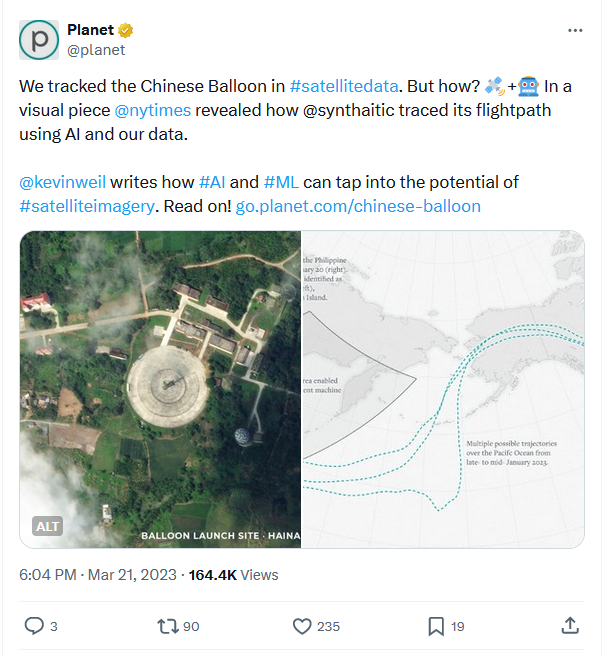 Planet
@planet
We tracked the Chinese Balloon in #satellitedata. But how? 🛰️+🤖 In a
visual piece @nytimes revealed how @synthaitic traced its flightpath
using AI and our data.
@kevinweil writes how #AI and #ML can tap into the potential of
#satelliteimagery. Read on! go.planet.com/chinese-balloon
the Philippine
ary 20 (right).
identified as
ft),
Island.
rea enabled
ent machine
Multiple possible trajectories
over the Pacific Ocean from
late- to mid- January 2023.
ALT
BALLOON LAUNCH SITE · HAINA
6:04 PM · Mar 21, 2023 · 164.4K Views
3 90 235 19